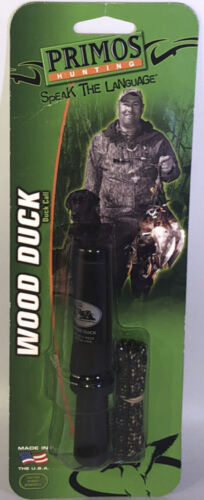 PRIMOS
HUNTING
SPEAK THE LANGUAGE
WOOD DUCK
Duck Call
MADE IN
THE U.S.A.